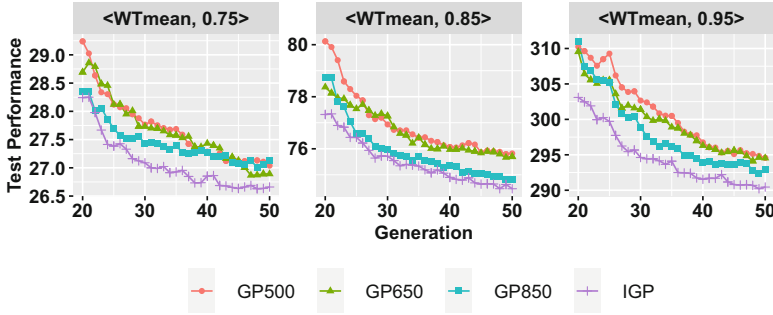 <WTmean, 0.75> <WTmean, 0.85> <WTmean, 0.95>
Test Performance
29.0
28.5
28.0
27.5
27.0
26.5
80
78
76
310
305
300
295
290
20 30 40 50 20 30 40 50 20 30 40 50
Generation
GP500 GP650 GP850 IGP